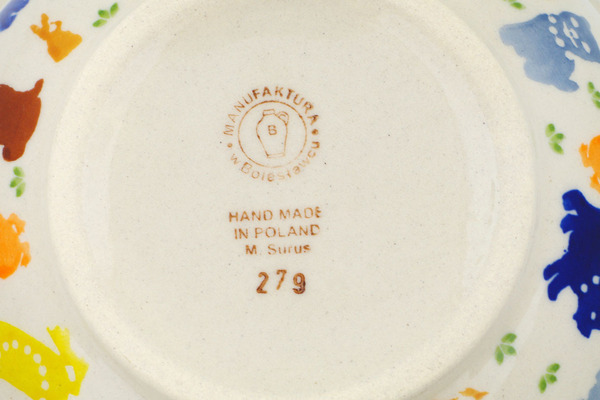 MANUFAKTURA
w Bolesławcu
B
HAND MADE
IN POLAND
M. Surus
279